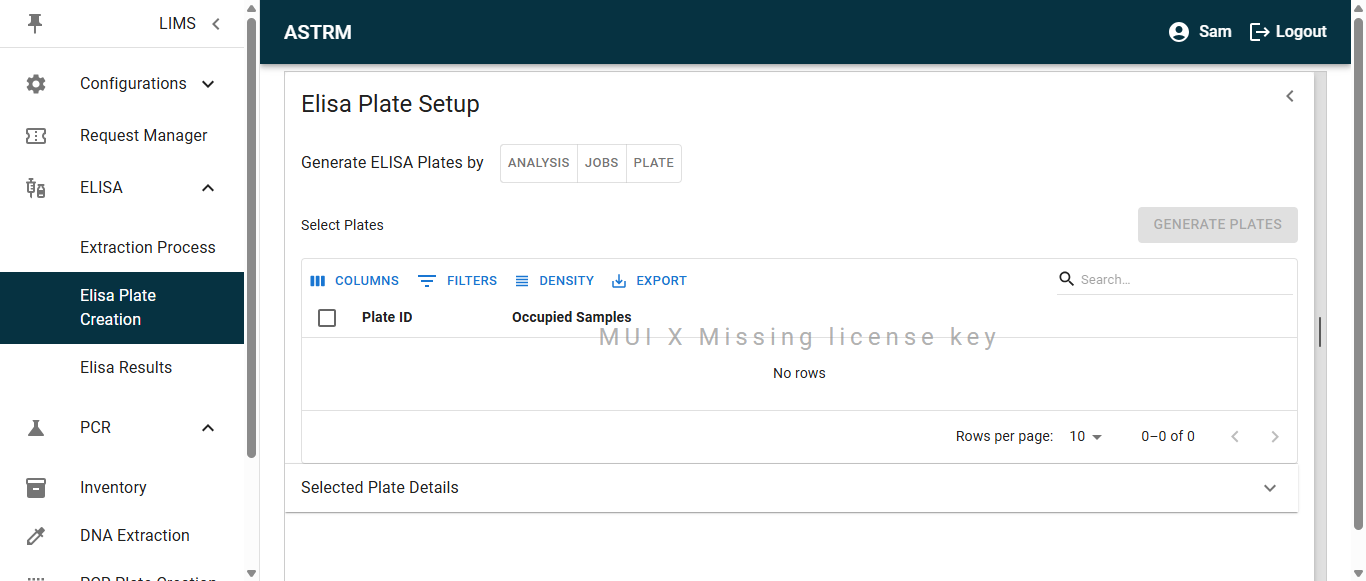 LIMS
ASTRM
Sam
Logout
Configurations
Request Manager
ELISA
Extraction Process
Elisa Plate
Creation
Elisa Results
PCR
Inventory
DNA Extraction
PCR Plate Creation
Elisa Plate Setup
Generate ELISA Plates by
ANALYSIS
JOBS
PLATE
Select Plates
GENERATE PLATES
COLUMNS
FILTERS
DENSITY
EXPORT
Search…
Plate ID
Occupied Samples
MUI X Missing license key
No rows
Rows per page:
10
0–0 of 0
Selected Plate Details